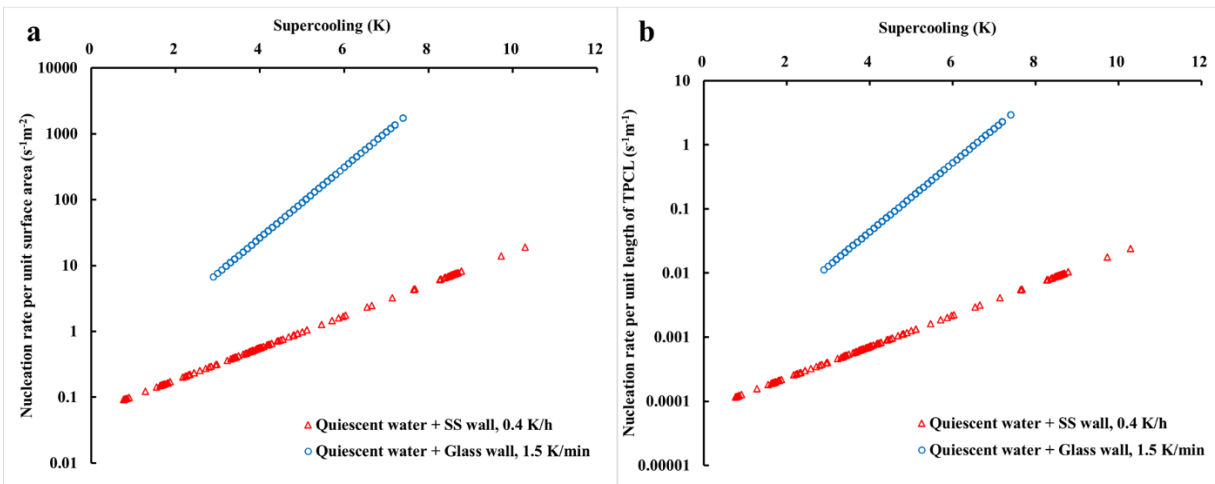 a
Supercooling (K)
0 2 4 6 8 10 12
10000
1000
100
10
1
0.1
0.01
Nucleation rate per unit surface area (s⁻¹m⁻²)
Quiescent water + SS wall, 0.4 K/h
Quiescent water + Glass wall, 1.5 K/min
b
Supercooling (K)
0 2 4 6 8 10 12
10
1
0.1
0.01
0.001
0.0001
0.00001
Nucleation rate per unit length of TPCL (s⁻¹m⁻¹)
Quiescent water + SS wall, 0.4 K/h
Quiescent water + Glass wall, 1.5 K/min